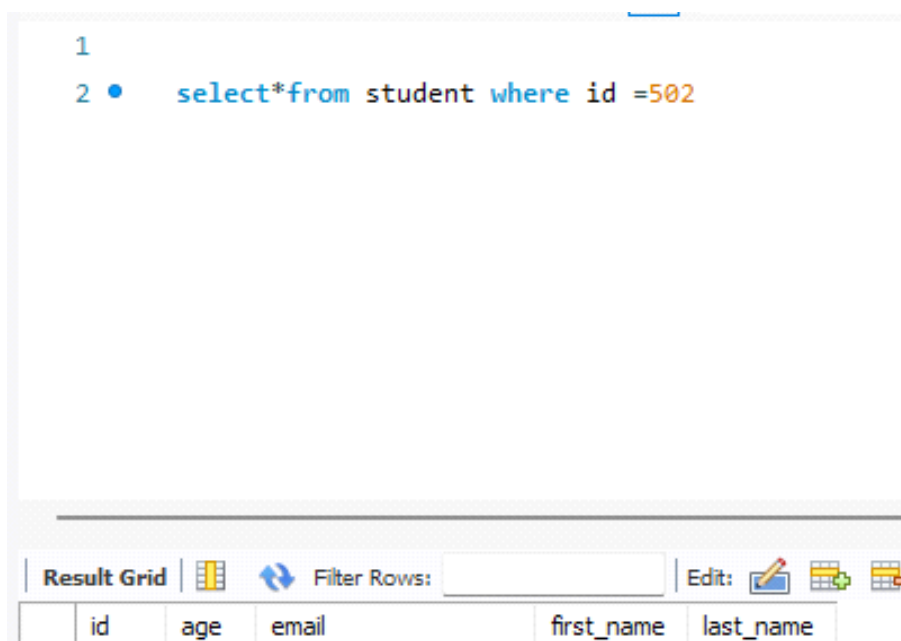 1
2 select*from student where id =502
Result Grid Filter Rows: Edit:
id age email first_name last_name